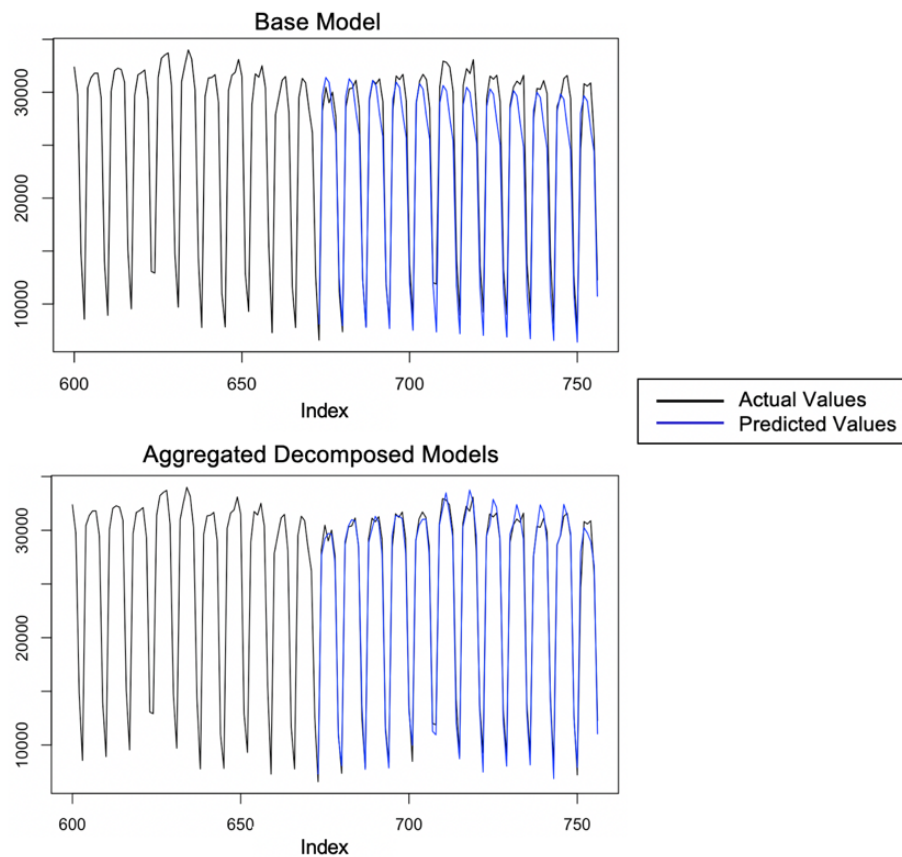 Base Model
30000
20000
10000
600 650 700 750
Index
Actual Values
Predicted Values
Aggregated Decomposed Models
30000
20000
10000
600 650 700 750
Index